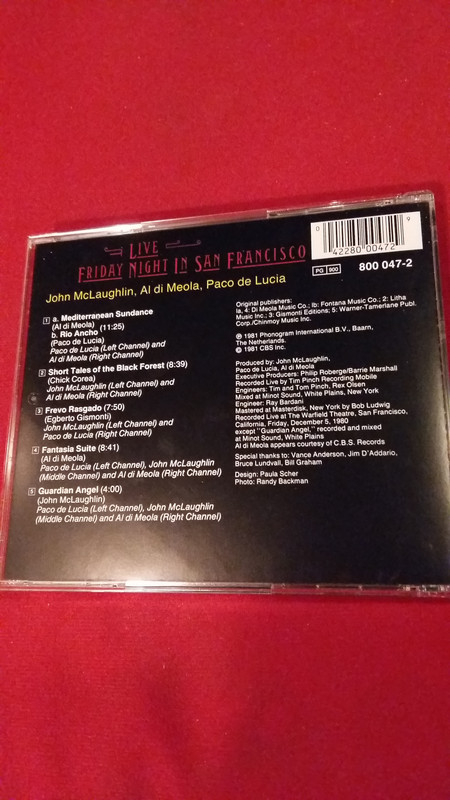 LIVE
FRIDAY NIGHT IN SAN FRANCISCO
John McLaughlin, Al di Meola, Paco de Lucia
0 42280 00472 9
PG 900
800 047-2
1 a. Mediterranean Sundance
(Al di Meola)
b. Rio Ancho (11:25)
(Paco de Lucia)
Paco de Lucia (Left Channel) and
Al di Meola (Right Channel)
2 Short Tales of the Black Forest (8:39)
(Chick Corea)
John McLaughlin (Left Channel) and
Al di Meola (Right Channel)
3 Frevo Rasgado (7:50)
(Egberto Gismonti)
John McLaughlin (Left Channel) and
Paco de Lucia (Right Channel)
4 Fantasia Suite (8:41)
(Al di Meola)
Paco de Lucia (Left Channel), John McLaughlin
(Middle Channel) and Al di Meola (Right Channel)
5 Guardian Angel (4:00)
(John McLaughlin)
Paco de Lucia (Left Channel), John McLaughlin
(Middle Channel) and Al di Meola (Right Channel)
Original publishers:
Ia, 4: Di Meola Music Co.; Ib: Fontana Music Co.; 2: Litha
Music Inc.; 3: Gismonti Editions; 5: Warner-Tamerlane Publ.
Corp./Chinmoy Music Inc.
℗ 1981 Phonogram International B.V., Baarn,
The Netherlands.
℗ 1981 CBS Inc.
Produced by: John McLaughlin,
Paco de Lucia, Al di Meola
Executive Producers: Philip Roberge/Barrie Marshall
Recorded Live by Tim Pinch Recording Mobile
Engineers: Tim and Tom Pinch, Rex Olsen
Mixed at Minot Sound, White Plains, New York
Engineer: Ray Bardani
Mastered at Masterdisk, New York by Bob Ludwig
Recorded Live at The Warfield Theatre, San Francisco,
California, Friday, December 5, 1980
except "Guardian Angel," recorded and mixed
at Minot Sound, White Plains
Al di Meola appears courtesy of C.B.S. Records
Special thanks to: Vance Anderson, Jim D'Addario,
Bruce Lundvall, Bill Graham
Design: Paula Scher
Photo: Randy Backman